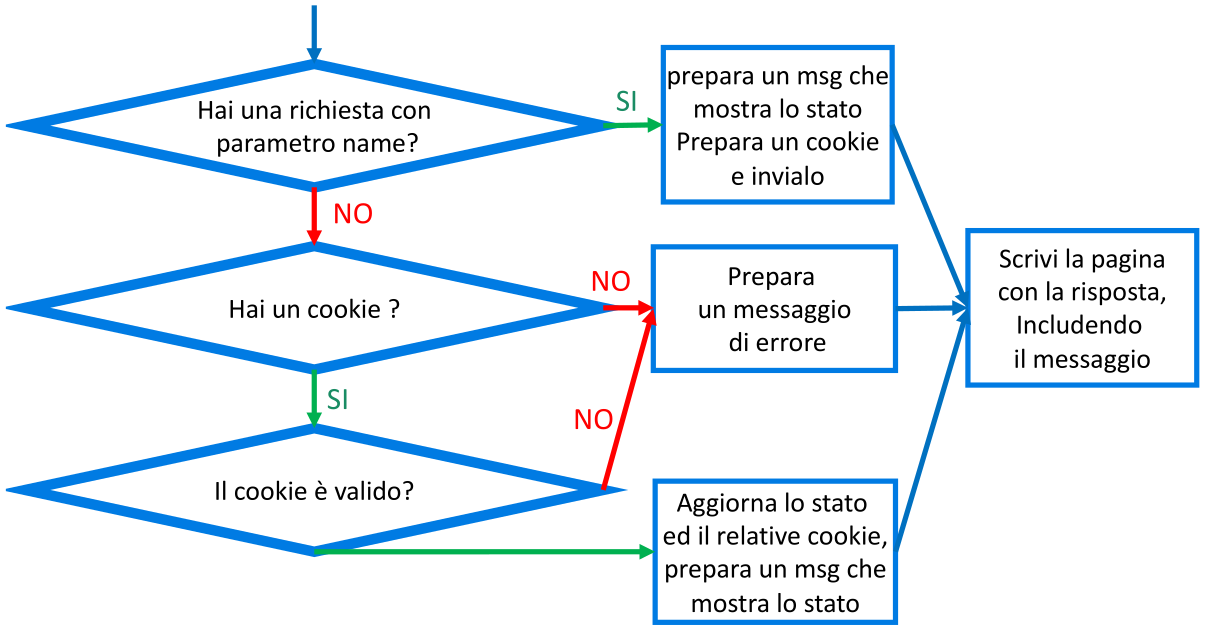 Hai una richiesta con
parametro name?
SI
prepara un msg che
mostra lo stato
Prepara un cookie
e invialo
NO
Hai un cookie ?
NO
Prepara
un messaggio
di errore
Scrivi la pagina
con la risposta,
Includendo
il messaggio
SI
NO
Il cookie è valido?
Aggiorna lo stato
ed il relative cookie,
prepara un msg che
mostra lo stato